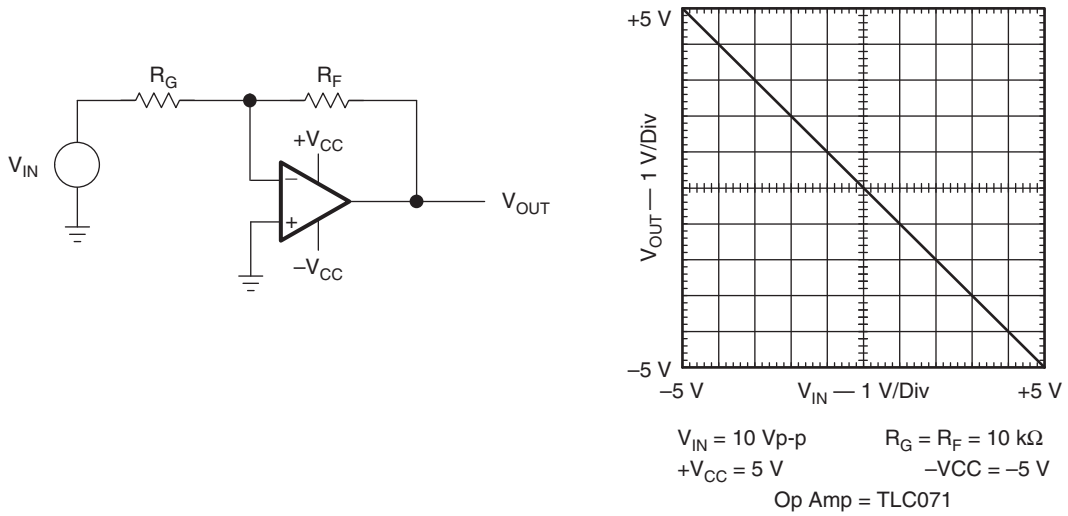 R_G
R_F
V_IN
+V_CC
−
+
−V_CC
V_OUT
+5 V
V_OUT — 1 V/Div
–5 V
–5 V
V_IN — 1 V/Div
+5 V
V_IN = 10 Vp-p
R_G = R_F = 10 kΩ
+V_CC = 5 V
–VCC = –5 V
Op Amp = TLC071